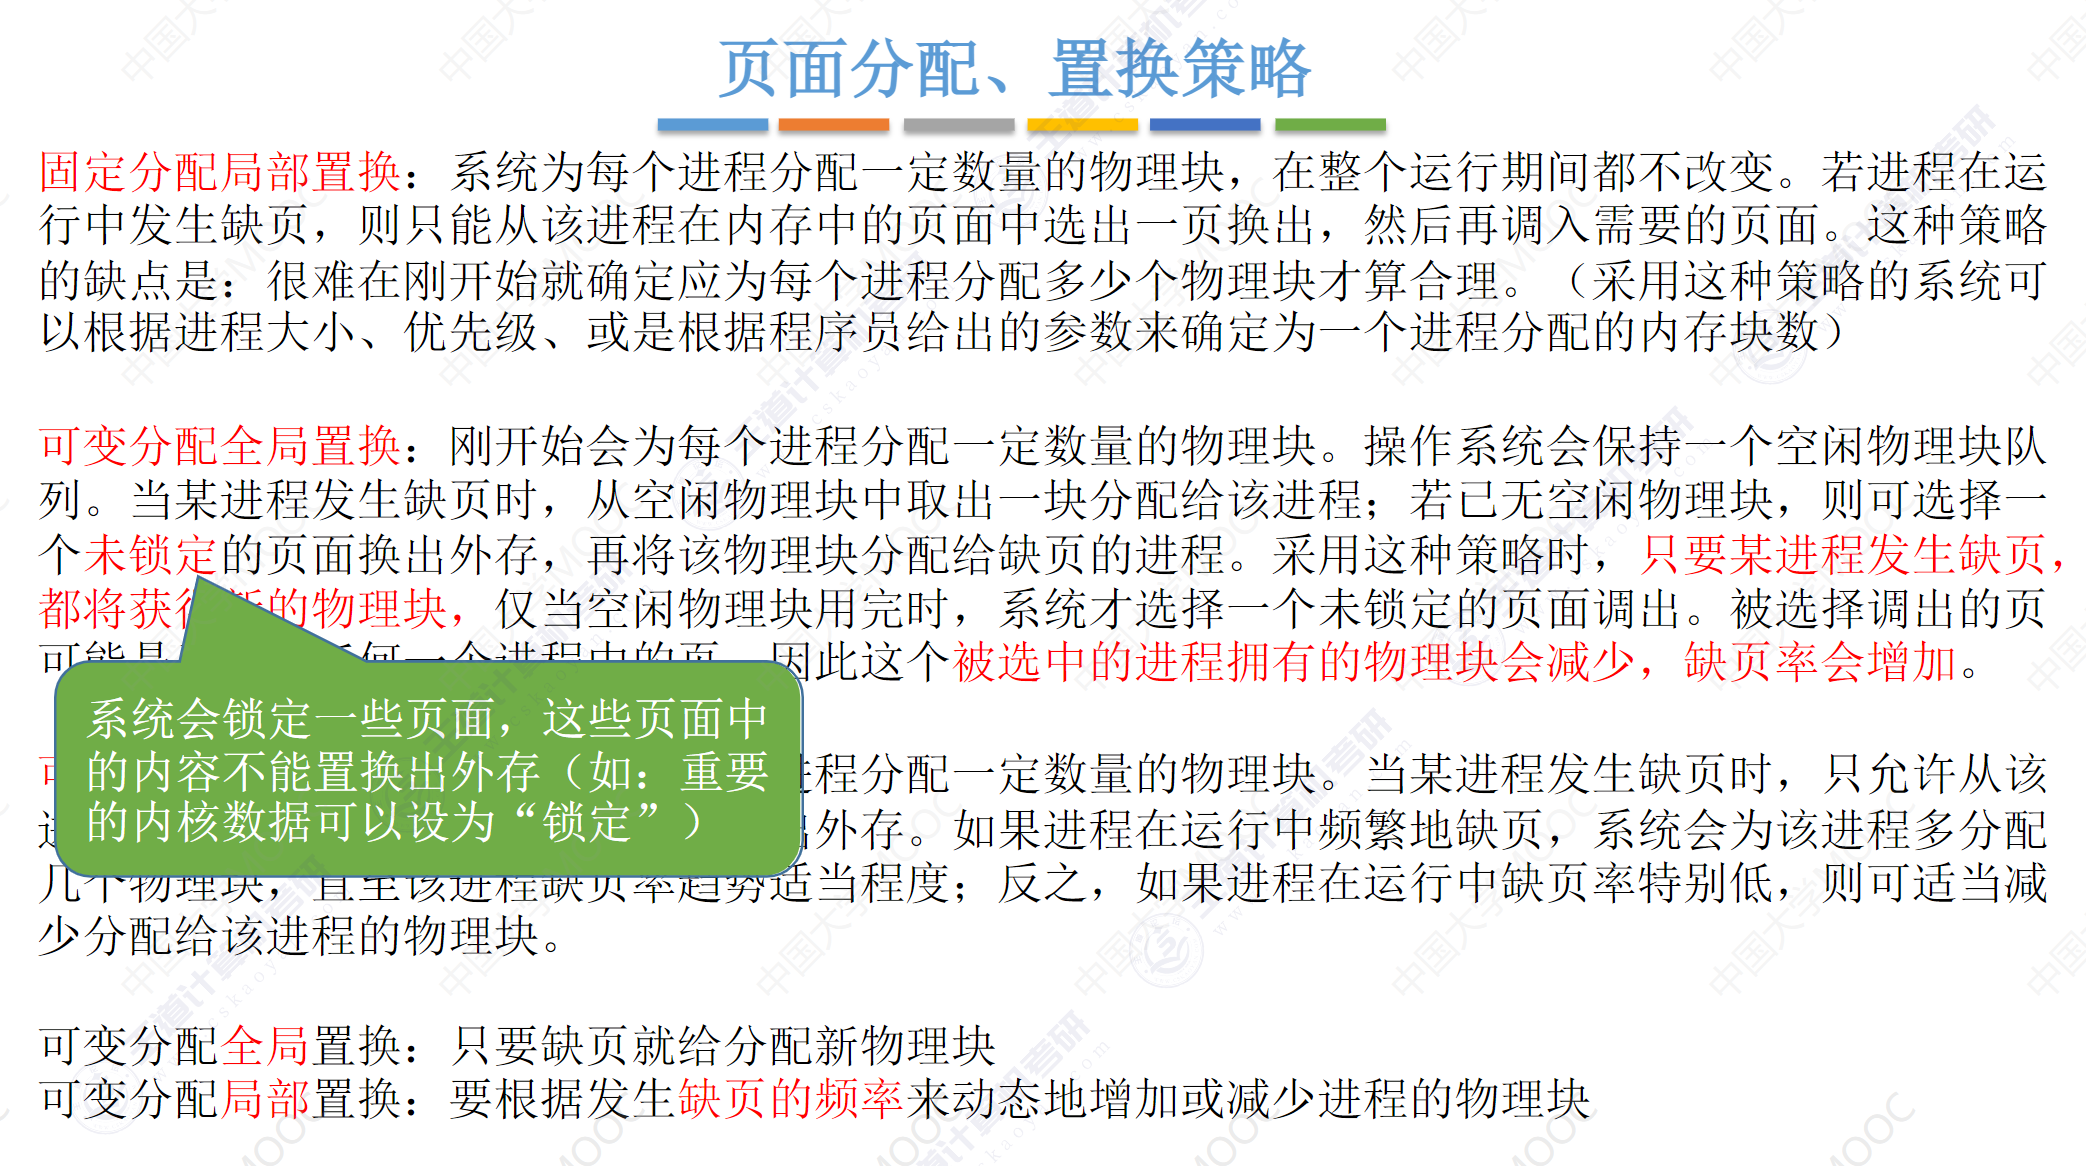 页面分配、置换策略
固定分配局部置换：系统为每个进程分配一定数量的物理块，在整个运行期间都不改变。若进程在运
行中发生缺页，则只能从该进程在内存中的页面中选出一页换出，然后再调入需要的页面。这种策略
的缺点是：很难在刚开始就确定应为每个进程分配多少个物理块才算合理。（采用这种策略的系统可
以根据进程大小、优先级、或是根据程序员给出的参数来确定为一个进程分配的内存块数）
可变分配全局置换：刚开始会为每个进程分配一定数量的物理块。操作系统会保持一个空闲物理块队
列。当某进程发生缺页时，从空闲物理块中取出一块分配给该进程；若已无空闲物理块，则可选择一
个未锁定的页面换出外存，再将该物理块分配给缺页的进程。采用这种策略时，只要某进程发生缺页，
都将获得新的物理块，仅当空闲物理块用完时，系统才选择一个未锁定的页面调出。被选择调出的页
可能是 何一个进程中的页，因此这个被选中的进程拥有的物理块会减少，缺页率会增加。
系统会锁定一些页面，这些页面中
的内容不能置换出外存（如：重要
的内核数据可以设为“锁定”）
进程分配一定数量的物理块。当某进程发生缺页时，只允许从该
出外存。如果进程在运行中频繁地缺页，系统会为该进程多分配
几个物理块，直至该进程缺页率趋势适当程度；反之，如果进程在运行中缺页率特别低，则可适当减
少分配给该进程的物理块。
可变分配全局置换：只要缺页就给分配新物理块
可变分配局部置换：要根据发生缺页的频率来动态地增加或减少进程的物理块